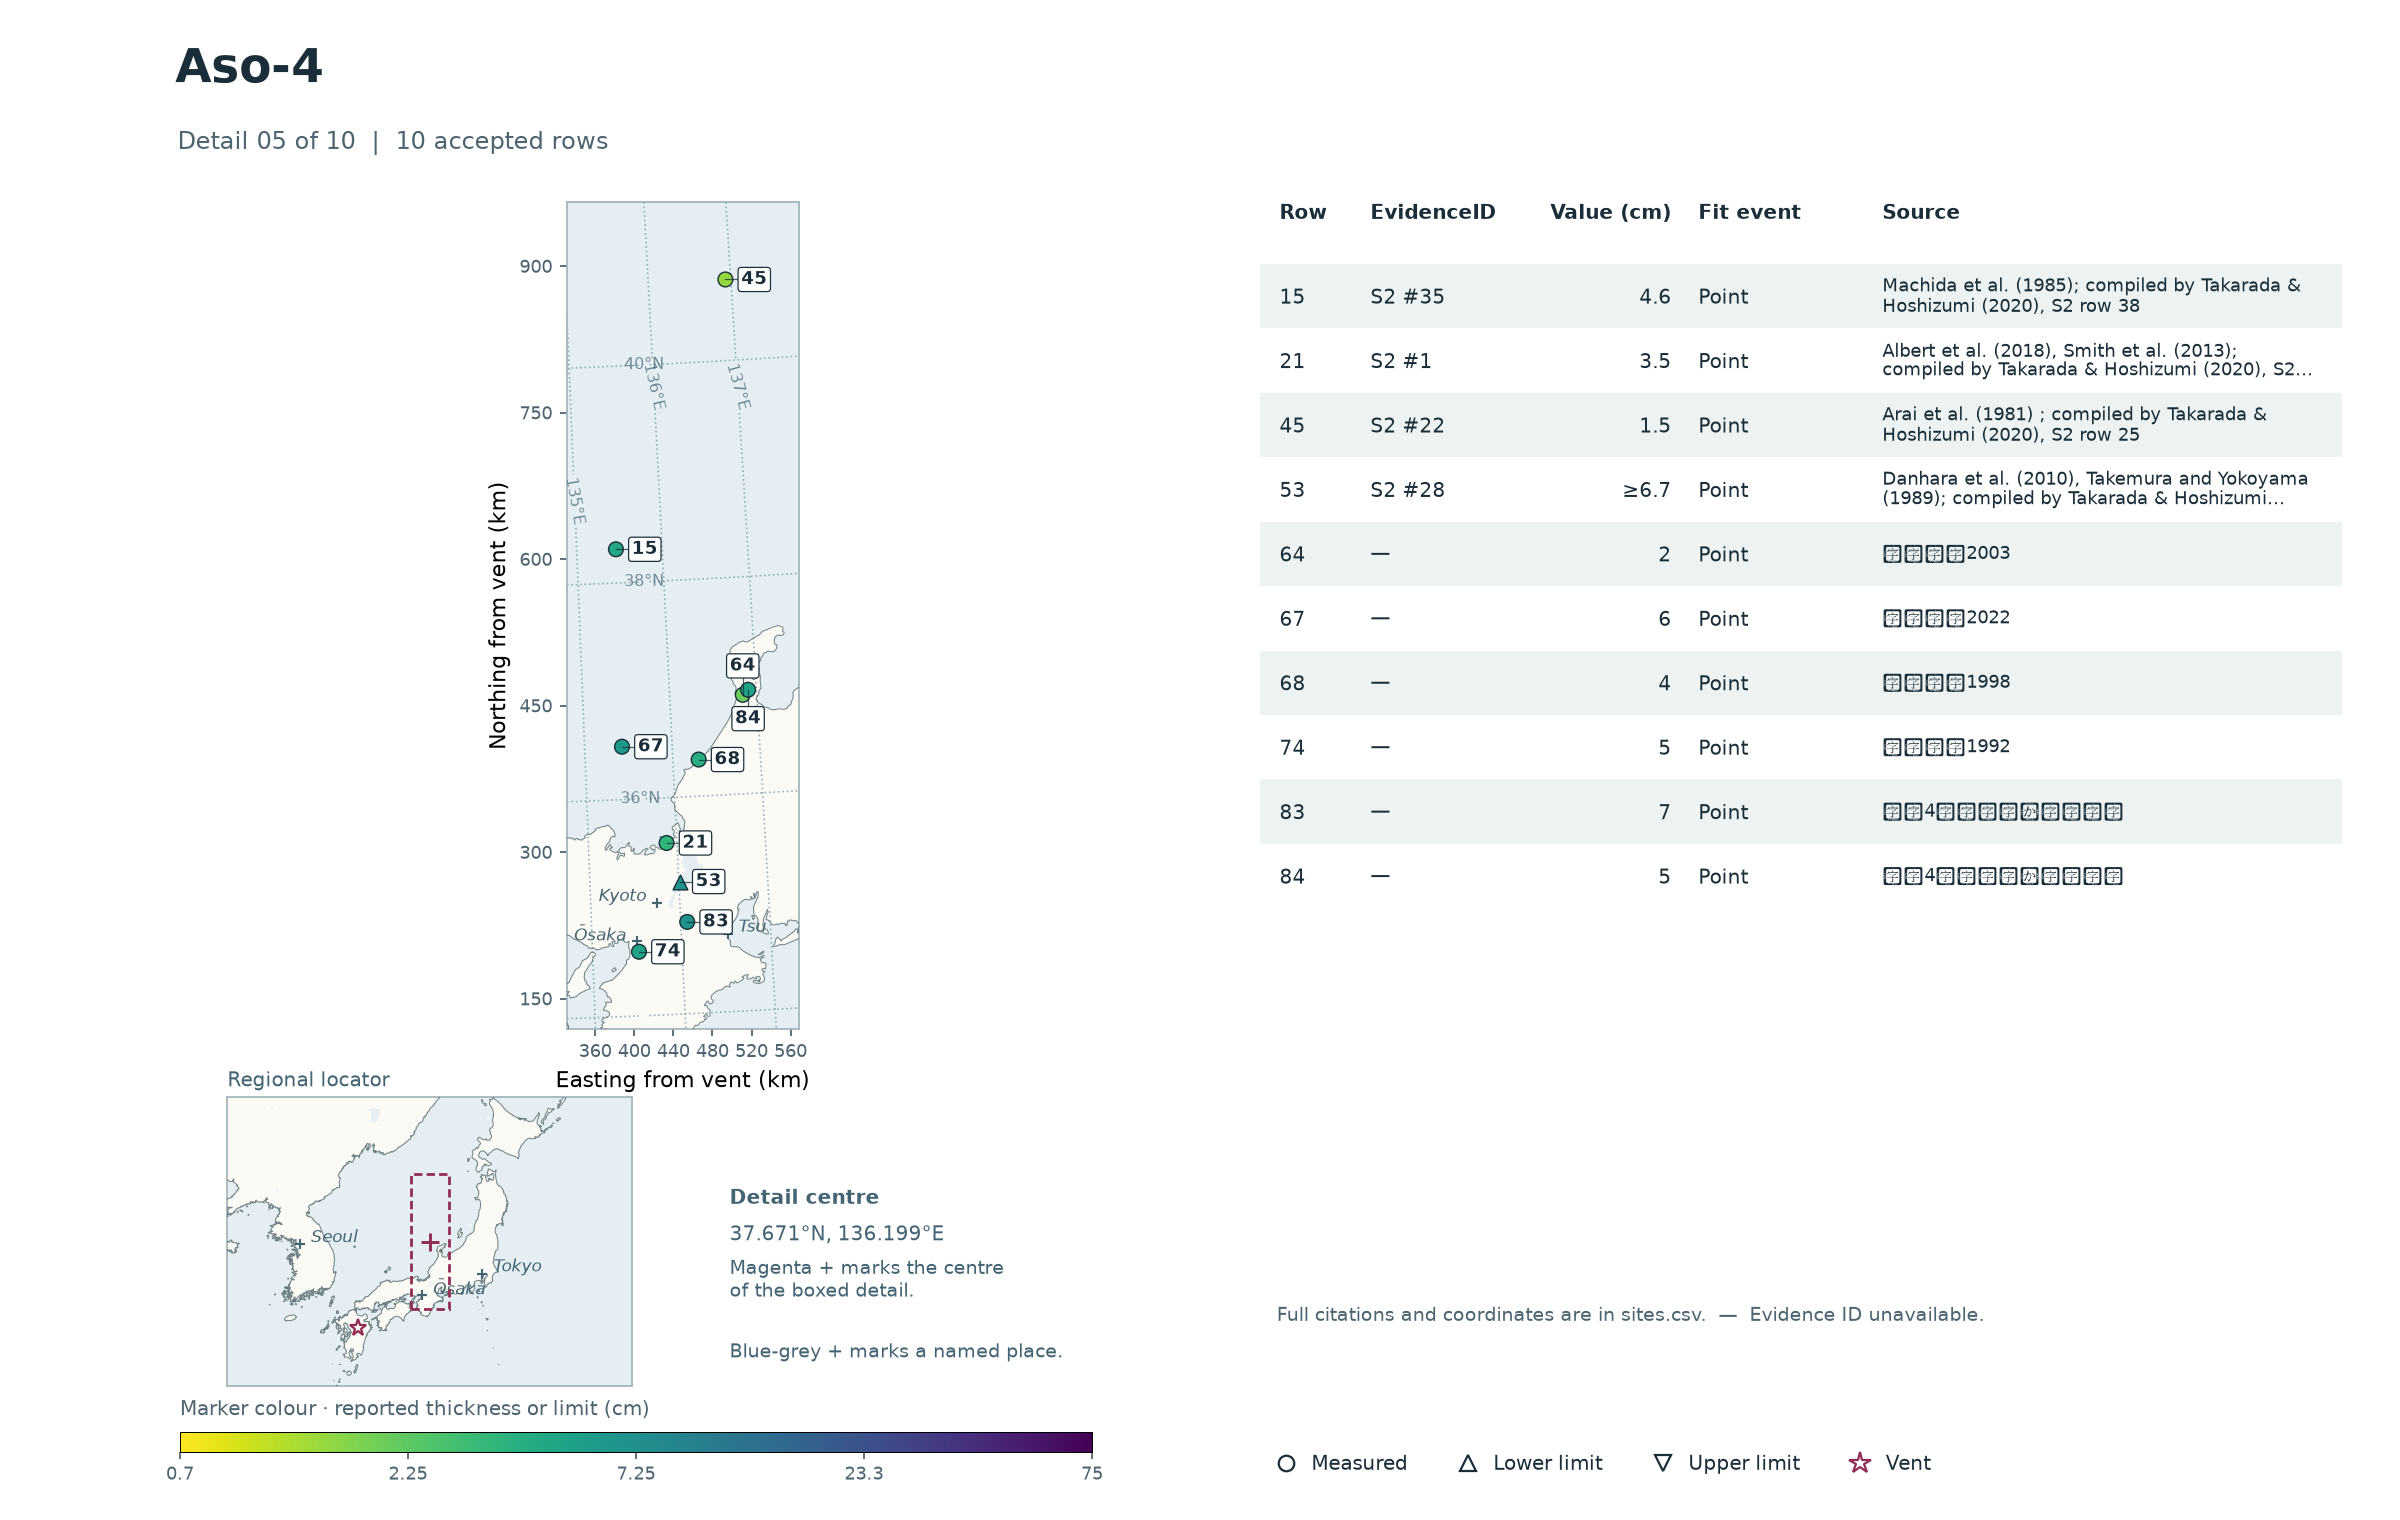 Aso-4
Detail 05 of 10 | 10 accepted rows
Northing from vent (km)
900
750
600
450
300
150
360 400 440 480 520 560
Easting from vent (km)
40°N
38°N
36°N
135°E
136°E
137°E
45
15
64
84
67
68
21
53
83
74
Kyoto
Ōsaka
Tsu
Regional locator
Seoul
Tokyo
Ōsaka
Detail centre
37.671°N, 136.199°E
Magenta + marks the centre
of the boxed detail.
Blue-grey + marks a named place.
Marker colour · reported thickness or limit (cm)
0.7 2.25 7.25 23.3 75
Row EvidenceID Value (cm) Fit event Source
15 S2 #35 4.6 Point Machida et al. (1985); compiled by Takarada &
Hoshizumi (2020), S2 row 38
21 S2 #1 3.5 Point Albert et al. (2018), Smith et al. (2013);
compiled by Takarada & Hoshizumi (2020), S2...
45 S2 #22 1.5 Point Arai et al. (1981) ; compiled by Takarada &
Hoshizumi (2020), S2 row 25
53 S2 #28 ≥6.7 Point Danhara et al. (2010), Takemura and Yokoyama
(1989); compiled by Takarada & Hoshizumi...
64 — 2 Point 2003
67 — 6 Point 2022
68 — 4 Point 1998
74 — 5 Point 1992
83 — 7 Point 4
84 — 5 Point 4
Full citations and coordinates are in sites.csv. — Evidence ID unavailable.
Measured Lower limit Upper limit Vent